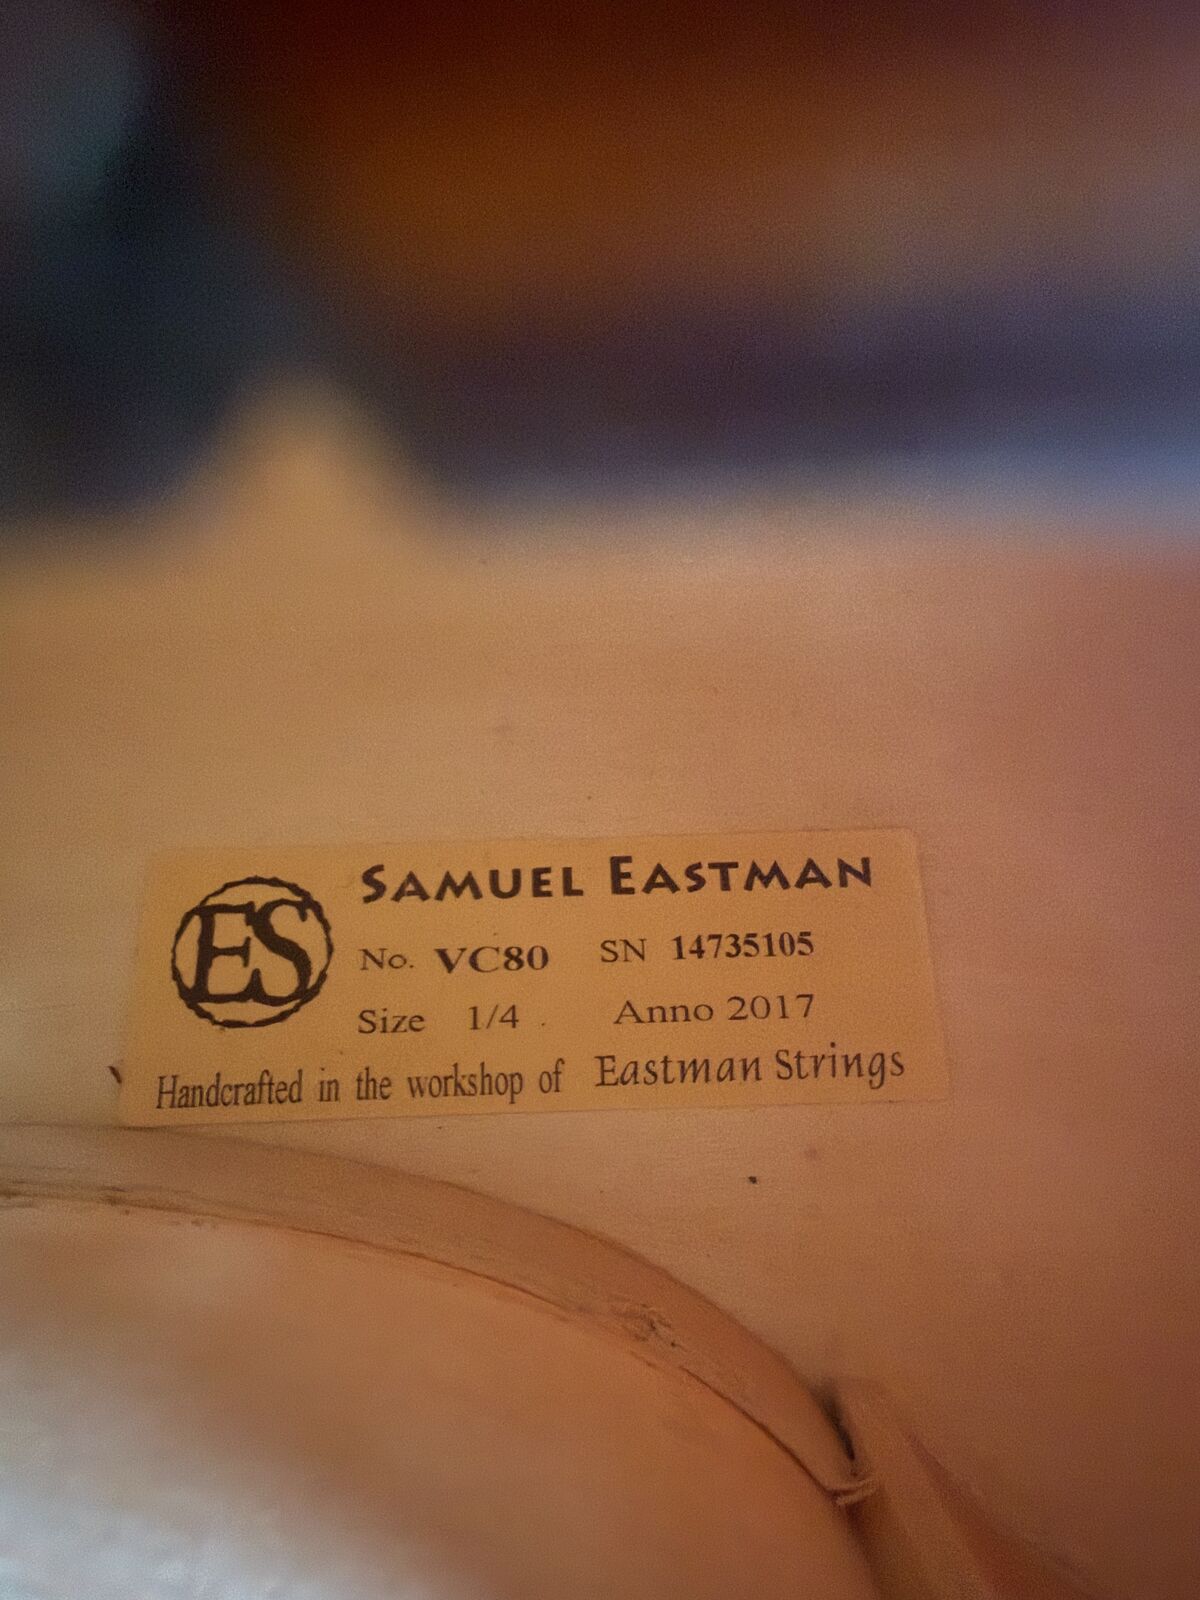 ES
SAMUEL EASTMAN
No. VC80 SN 14735105
Size 1/4 . Anno 2017
Handcrafted in the workshop of Eastman Strings